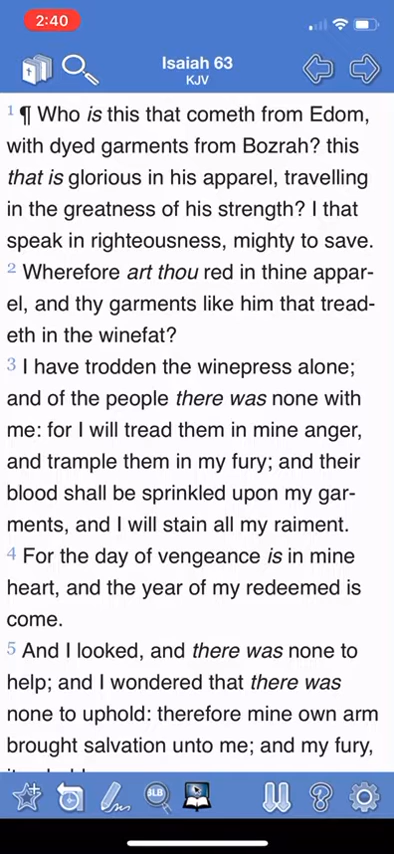 2:40
Isaiah 63
KJV
1 ¶ Who is this that cometh from Edom,
with dyed garments from Bozrah? this
that is glorious in his apparel, travelling
in the greatness of his strength? I that
speak in righteousness, mighty to save.
2 Wherefore art thou red in thine appar-
el, and thy garments like him that tread-
eth in the winefat?
3 I have trodden the winepress alone;
and of the people there was none with
me: for I will tread them in mine anger,
and trample them in my fury; and their
blood shall be sprinkled upon my gar-
ments, and I will stain all my raiment.
4 For the day of vengeance is in mine
heart, and the year of my redeemed is
come.
5 And I looked, and there was none to
help; and I wondered that there was
none to uphold: therefore mine own arm
brought salvation unto me; and my fury,
BLB